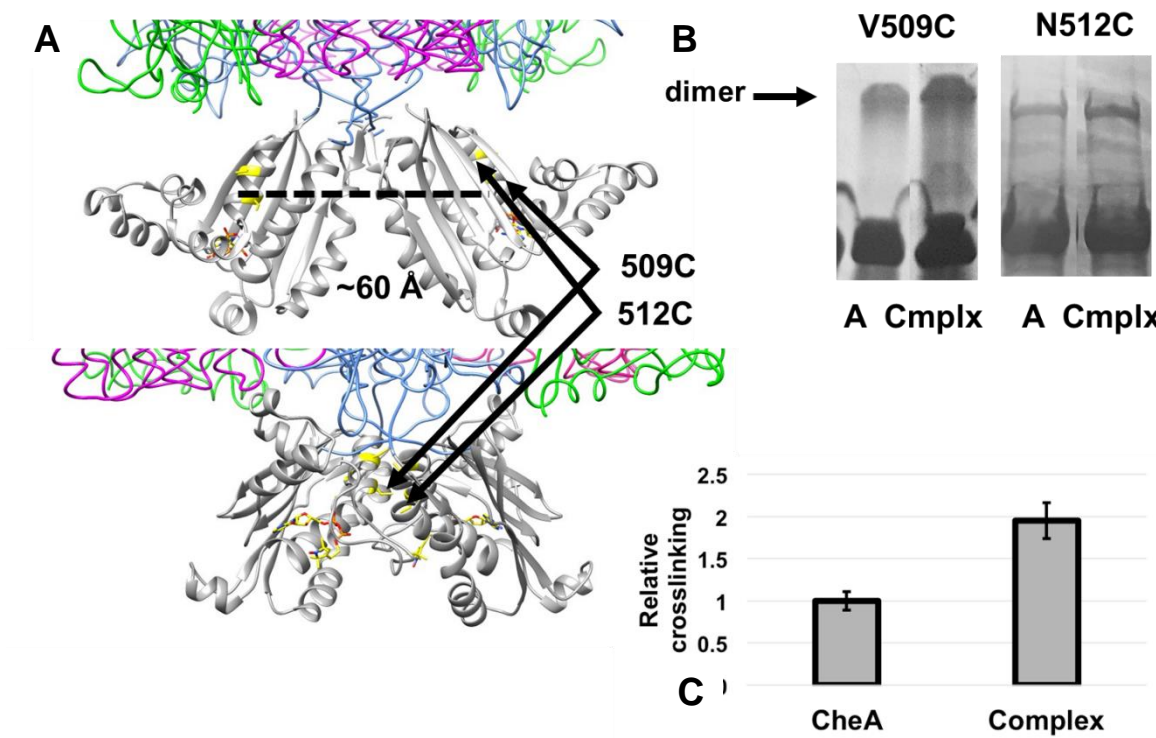 A
~60 Å
509C
512C
B
V509C
N512C
dimer
A Cmplx
A Cmplx
C
Relative
crosslinking
2.5
2
1.5
1
0.5
CheA
Complex